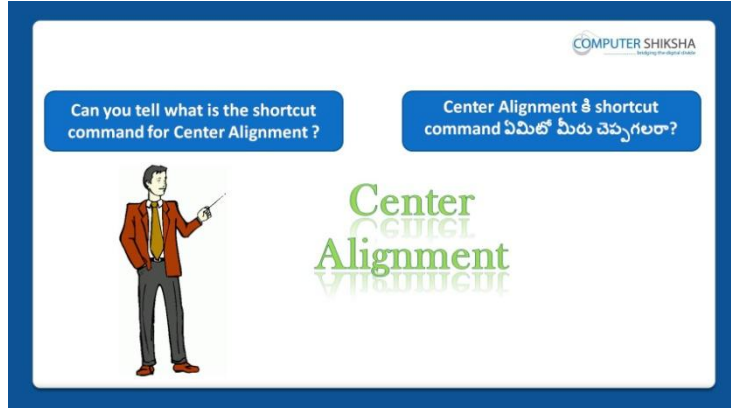 COMPUTER SHIKSHA
Can you tell what is the shortcut
command for Center Alignment ?
Center Alignment కి shortcut
command ఏమిటో మీరు చెప్పగలరా?
Center
Alignment